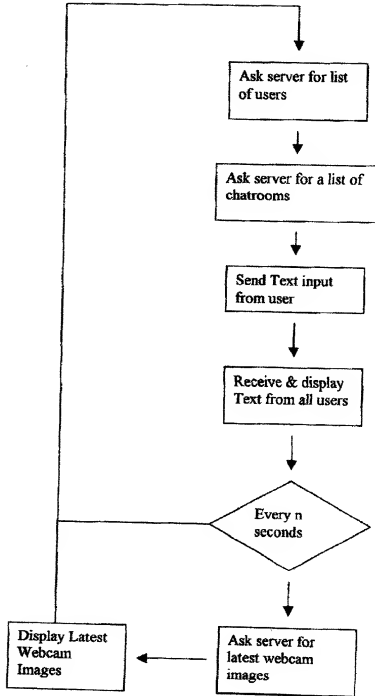 Ask server for list
of users
Ask server for a list of
chatrooms
Send Text input
from user
Receive & display
Text from all users
Every n
seconds
Ask server for
latest webcam
images
Display Latest
Webcam
Images